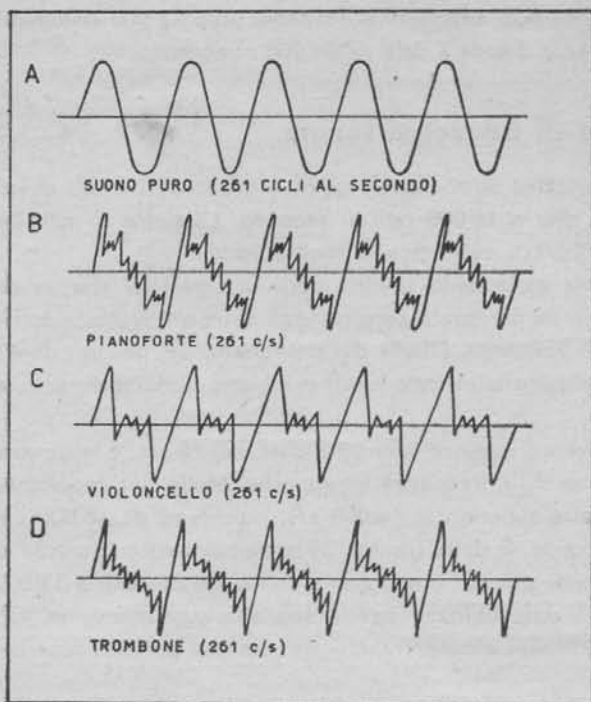 A
SUONO PURO (261 CICLI AL SECONDO)
B
PIANOFORTE (261 c/s)
C
VIOLONCELLO (261 c/s)
D
TROMBONE (261 c/s)